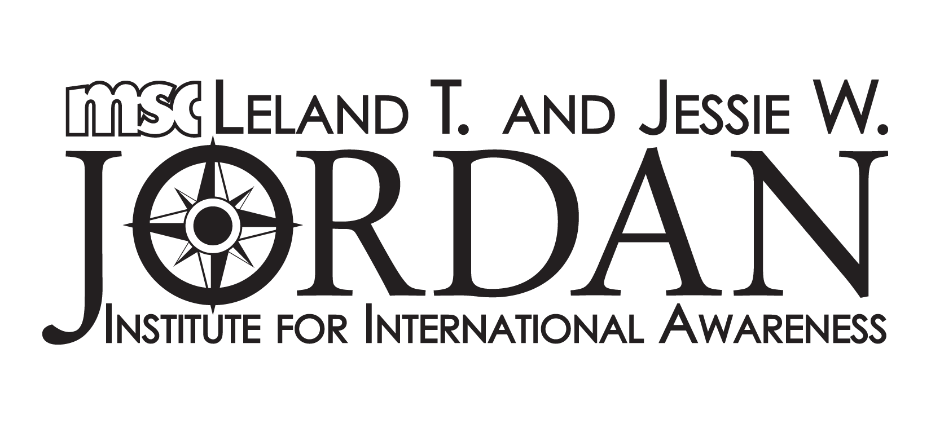 msc LELAND T. AND JESSIE W.
JORDAN
INSTITUTE FOR INTERNATIONAL AWARENESS